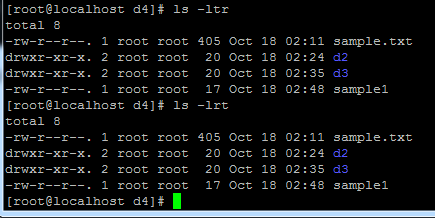 [root@localhost d4]# ls -ltr
total 8
-rw-r--r--. 1 root root 405 Oct 18 02:11 sample.txt
drwxr-xr-x. 2 root root  20 Oct 18 02:24 d2
drwxr-xr-x. 2 root root  20 Oct 18 02:35 d3
-rw-r--r--. 1 root root  17 Oct 18 02:48 sample1
[root@localhost d4]# ls -lrt
total 8
-rw-r--r--. 1 root root 405 Oct 18 02:11 sample.txt
drwxr-xr-x. 2 root root  20 Oct 18 02:24 d2
drwxr-xr-x. 2 root root  20 Oct 18 02:35 d3
-rw-r--r--. 1 root root  17 Oct 18 02:48 sample1
[root@localhost d4]#